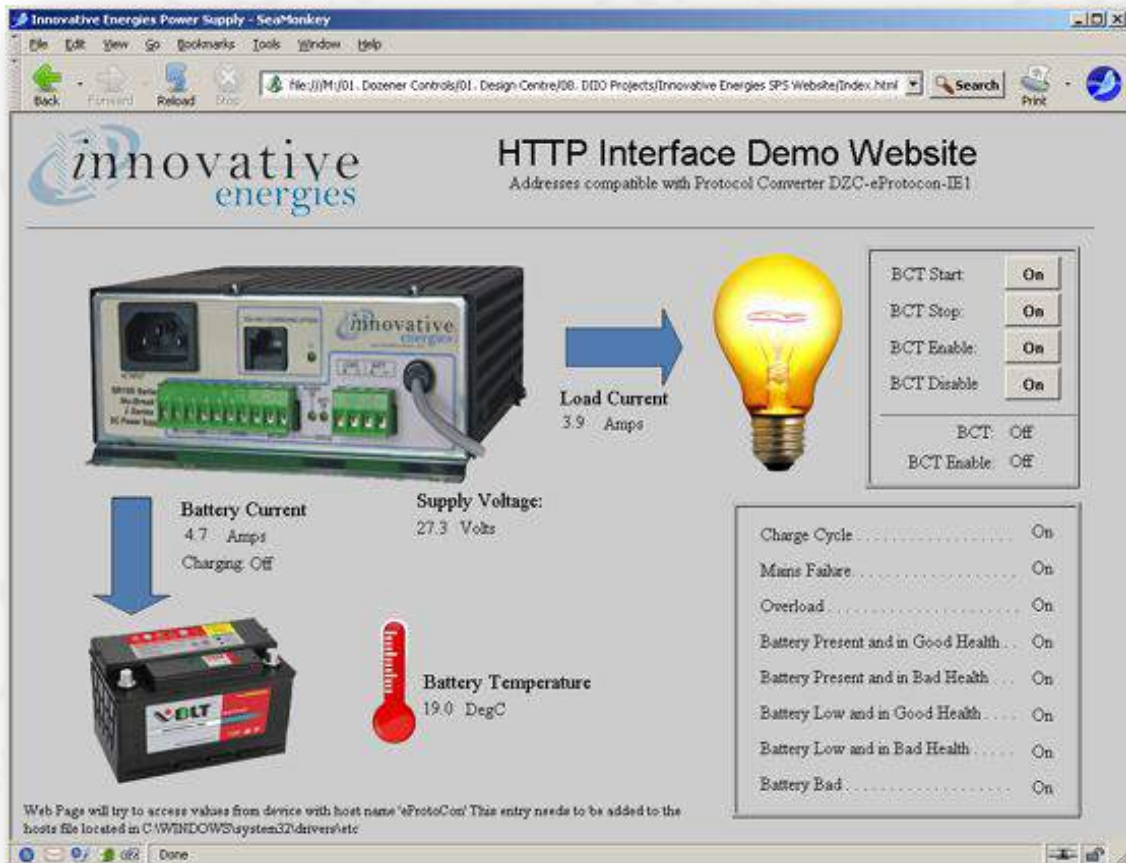 Innovative Energies Power Supply - SeaMonkey
File Edit View Go Bookmarks Tools Window Help
Back Forward Reload Stop file:///M:/01. Dozener Controls/01. Design Centre/08. DIDO Projects/Innovative Energies SPS Website/Index.html Search Print
innovative
energies
HTTP Interface Demo Website
Addresses compatible with Protocol Converter DZC-eProtocon-IE1
innovative
energies
SR100 Series
No-Break
DC Power Supply
Load Current
3.9 Amps
BCT Start: On
BCT Stop: On
BCT Enable: On
BCT Disable On
BCT: Off
BCT Enable: Off
Battery Current
4.7 Amps
Charging: Off
Supply Voltage:
27.3 Volts
VOLT
Battery Temperature
19.0 DegC
Charge Cycle . . . . . . . . . . . . . . . . . . On
Mains Failure . . . . . . . . . . . . . . . . . . On
Overload . . . . . . . . . . . . . . . . . . . . . On
Battery Present and in Good Health . . On
Battery Present and in Bad Health . . . On
Battery Low and in Good Health . . . . On
Battery Low and in Bad Health . . . . . On
Battery Bad . . . . . . . . . . . . . . . . . . . On
Web Page will try to access values from device with host name 'eProtoCon' This entry needs to be added to the
hosts file located in C:\WINDOWS\system32\drivers\etc
Done